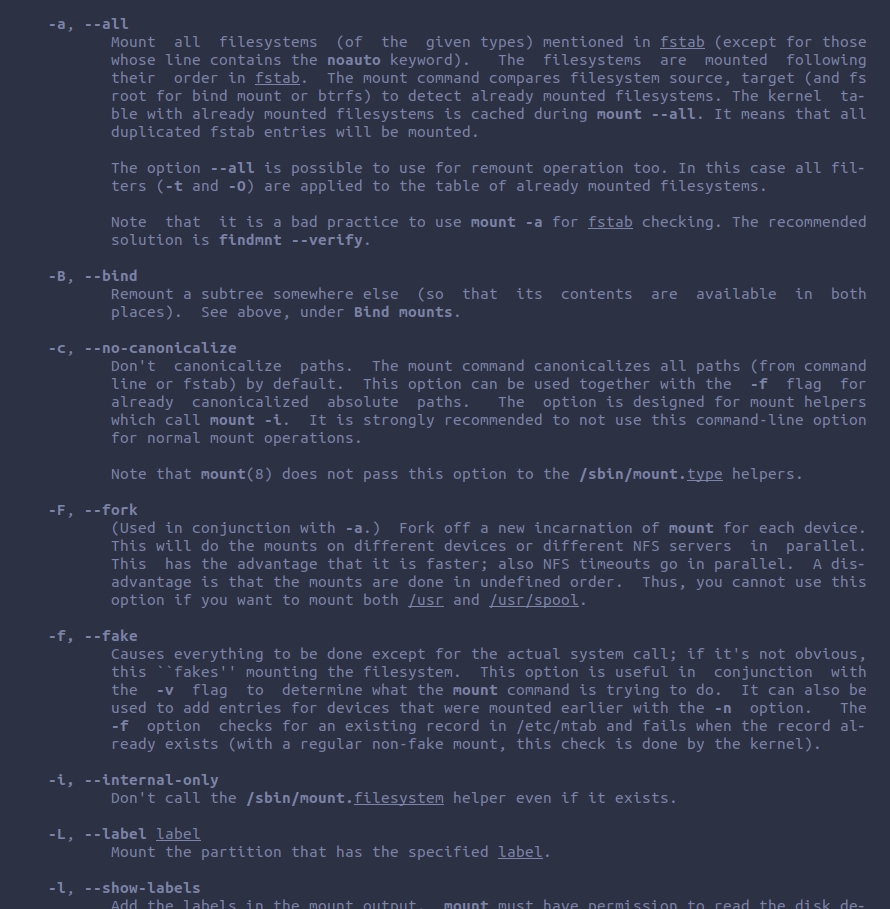 -a, --all
Mount all filesystems (of the given types) mentioned in fstab (except for those
whose line contains the noauto keyword). The filesystems are mounted following
their order in fstab. The mount command compares filesystem source, target (and fs
root for bind mount or btrfs) to detect already mounted filesystems. The kernel ta-
ble with already mounted filesystems is cached during mount --all. It means that all
duplicated fstab entries will be mounted.
The option --all is possible to use for remount operation too. In this case all fil-
ters (-t and -O) are applied to the table of already mounted filesystems.
Note that it is a bad practice to use mount -a for fstab checking. The recommended
solution is findmnt --verify.
-B, --bind
Remount a subtree somewhere else (so that its contents are available in both
places). See above, under Bind mounts.
-c, --no-canonicalize
Don't canonicalize paths. The mount command canonicalizes all paths (from command
line or fstab) by default. This option can be used together with the -f flag for
already canonicalized absolute paths. The option is designed for mount helpers
which call mount -i. It is strongly recommended to not use this command-line option
for normal mount operations.
Note that mount(8) does not pass this option to the /sbin/mount.type helpers.
-F, --fork
(Used in conjunction with -a.) Fork off a new incarnation of mount for each device.
This will do the mounts on different devices or different NFS servers in parallel.
This has the advantage that it is faster; also NFS timeouts go in parallel. A dis-
advantage is that the mounts are done in undefined order. Thus, you cannot use this
option if you want to mount both /usr and /usr/spool.
-f, --fake
Causes everything to be done except for the actual system call; if it's not obvious,
this ``fakes'' mounting the filesystem. This option is useful in conjunction with
the -v flag to determine what the mount command is trying to do. It can also be
used to add entries for devices that were mounted earlier with the -n option. The
-f option checks for an existing record in /etc/mtab and fails when the record al-
ready exists (with a regular non-fake mount, this check is done by the kernel).
-i, --internal-only
Don't call the /sbin/mount.filesystem helper even if it exists.
-L, --label label
Mount the partition that has the specified label.
-l, --show-labels
Add the labels in the mount output. mount must have permission to read the disk de-